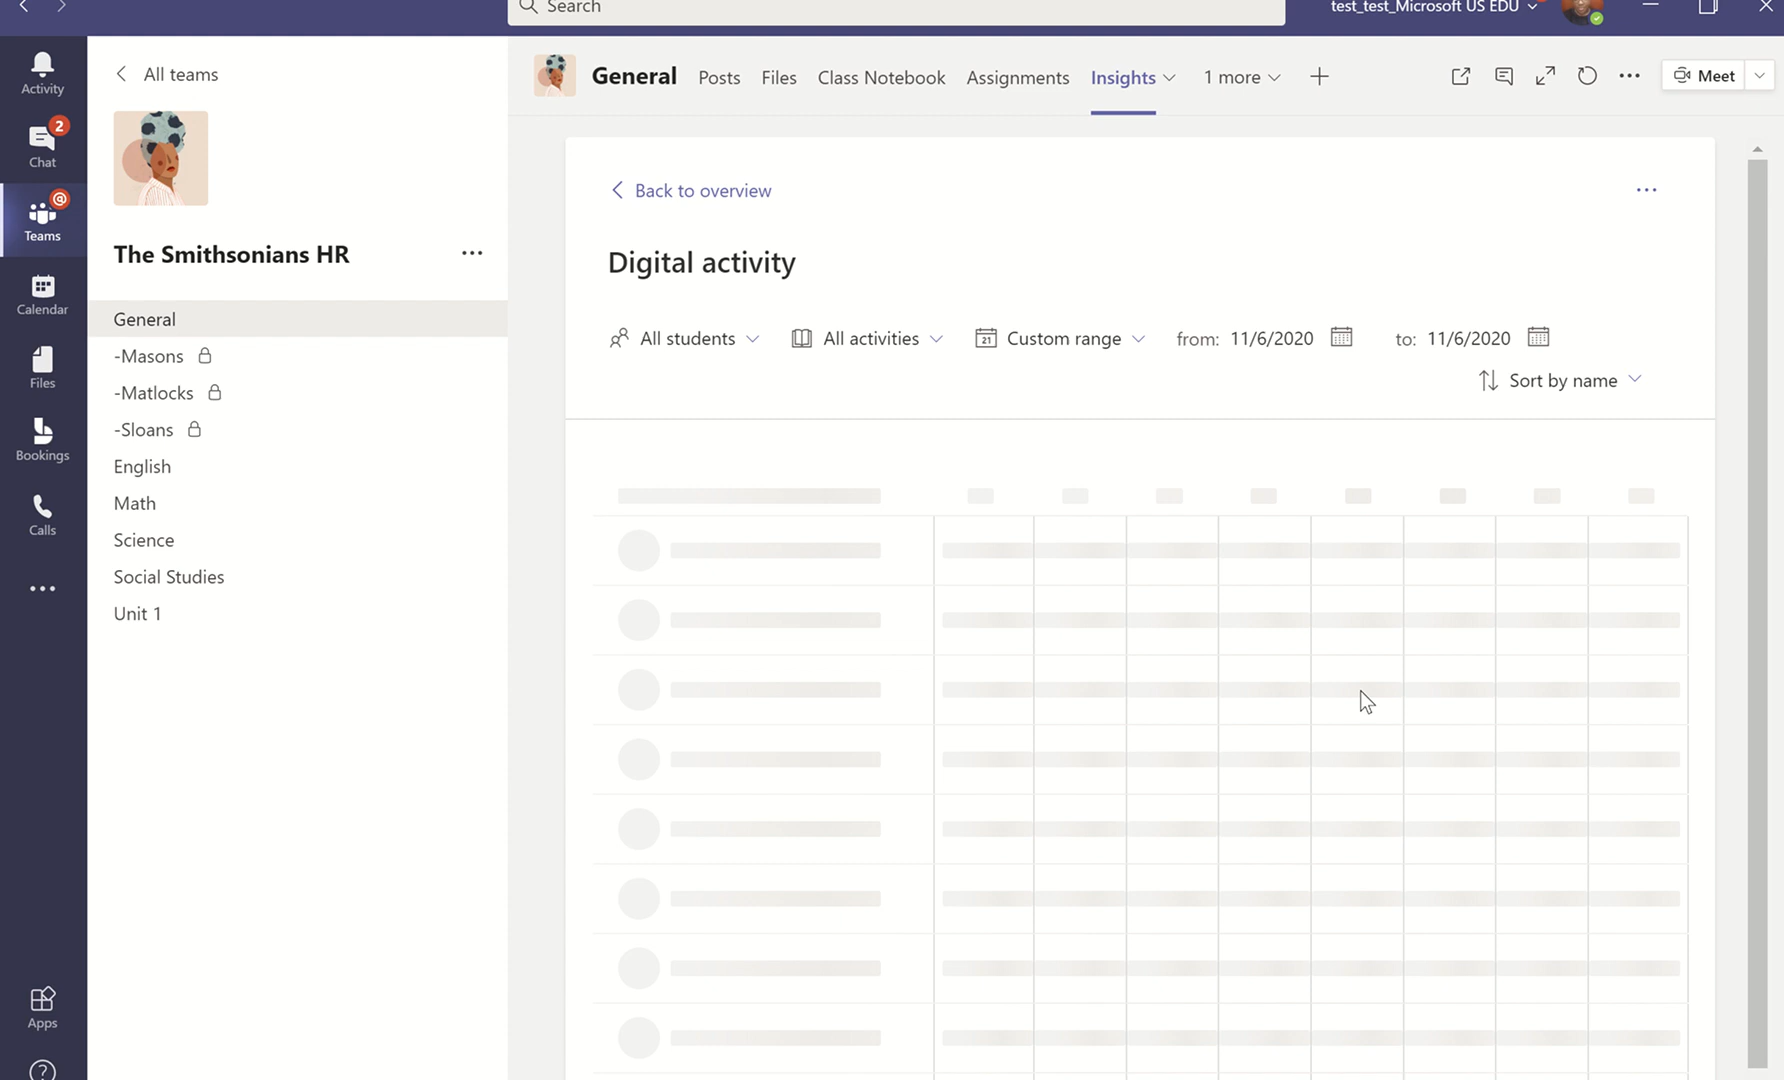 Search
test_test_Microsoft US EDU
Activity
2
Chat
@
Teams
Calendar
Files
Bookings
Calls
Apps
All teams
The Smithsonians HR
General
-Masons
-Matlocks
-Sloans
English
Math
Science
Social Studies
Unit 1
General Posts Files Class Notebook Assignments Insights 1 more
Meet
Back to overview
Digital activity
All students All activities 21 Custom range from: 11/6/2020 to: 11/6/2020
Sort by name